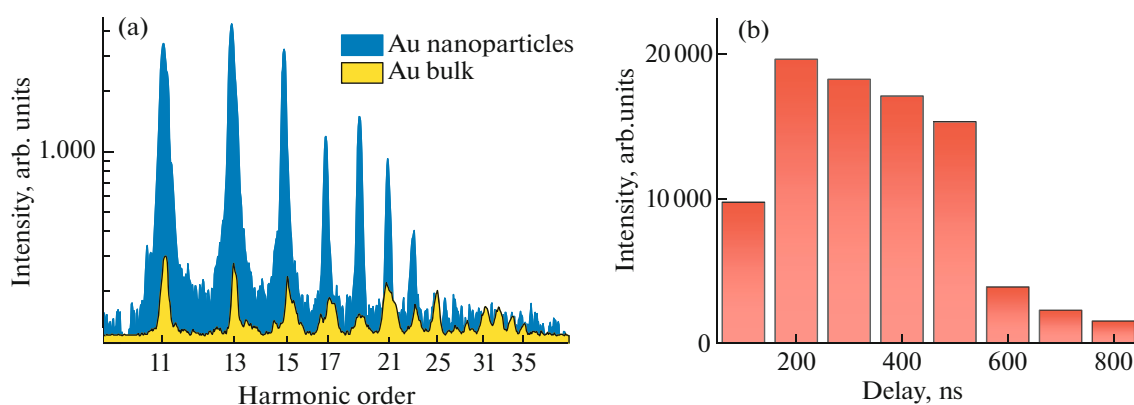 (a)
Au nanoparticles
Au bulk
Intensity, arb. units
1.000
11 13 15 17 21 25 31 35
Harmonic order
(b)
Intensity, arb.units
20 000
10 000
0
200 400 600 800
Delay, ns